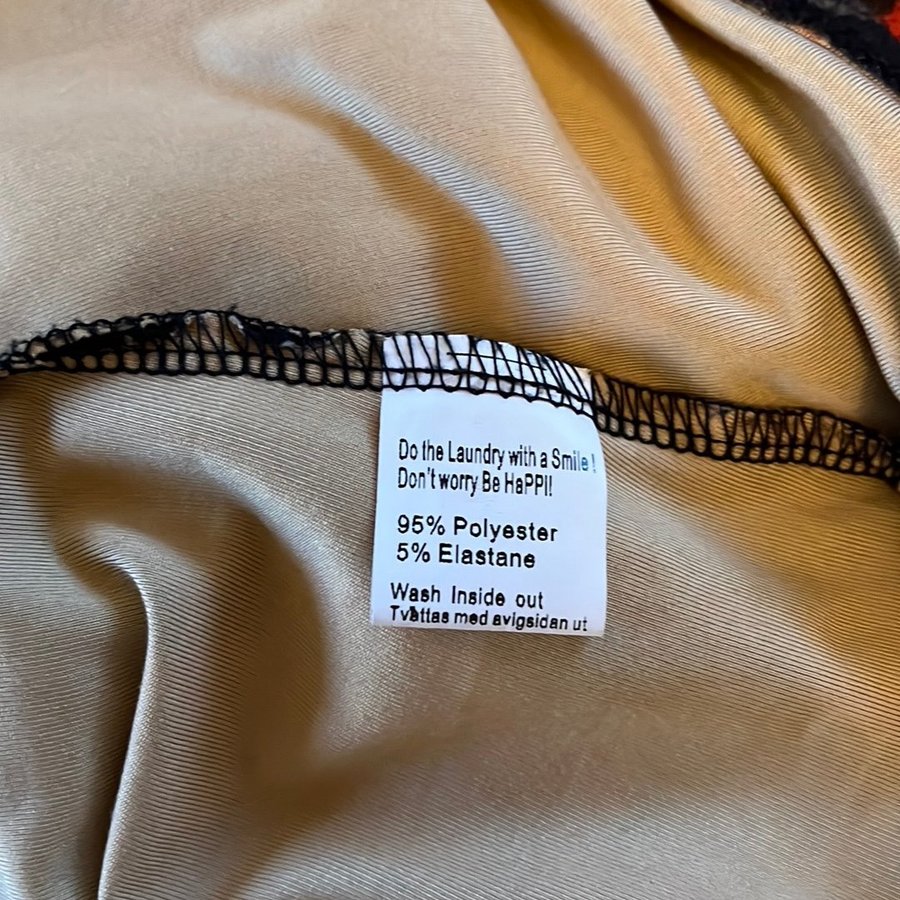 Do the Laundry with a Smile !
Don't worry Be HaPPI!
95% Polyester
5% Elastane
Wash Inside out
Tvättas med avigsidan ut